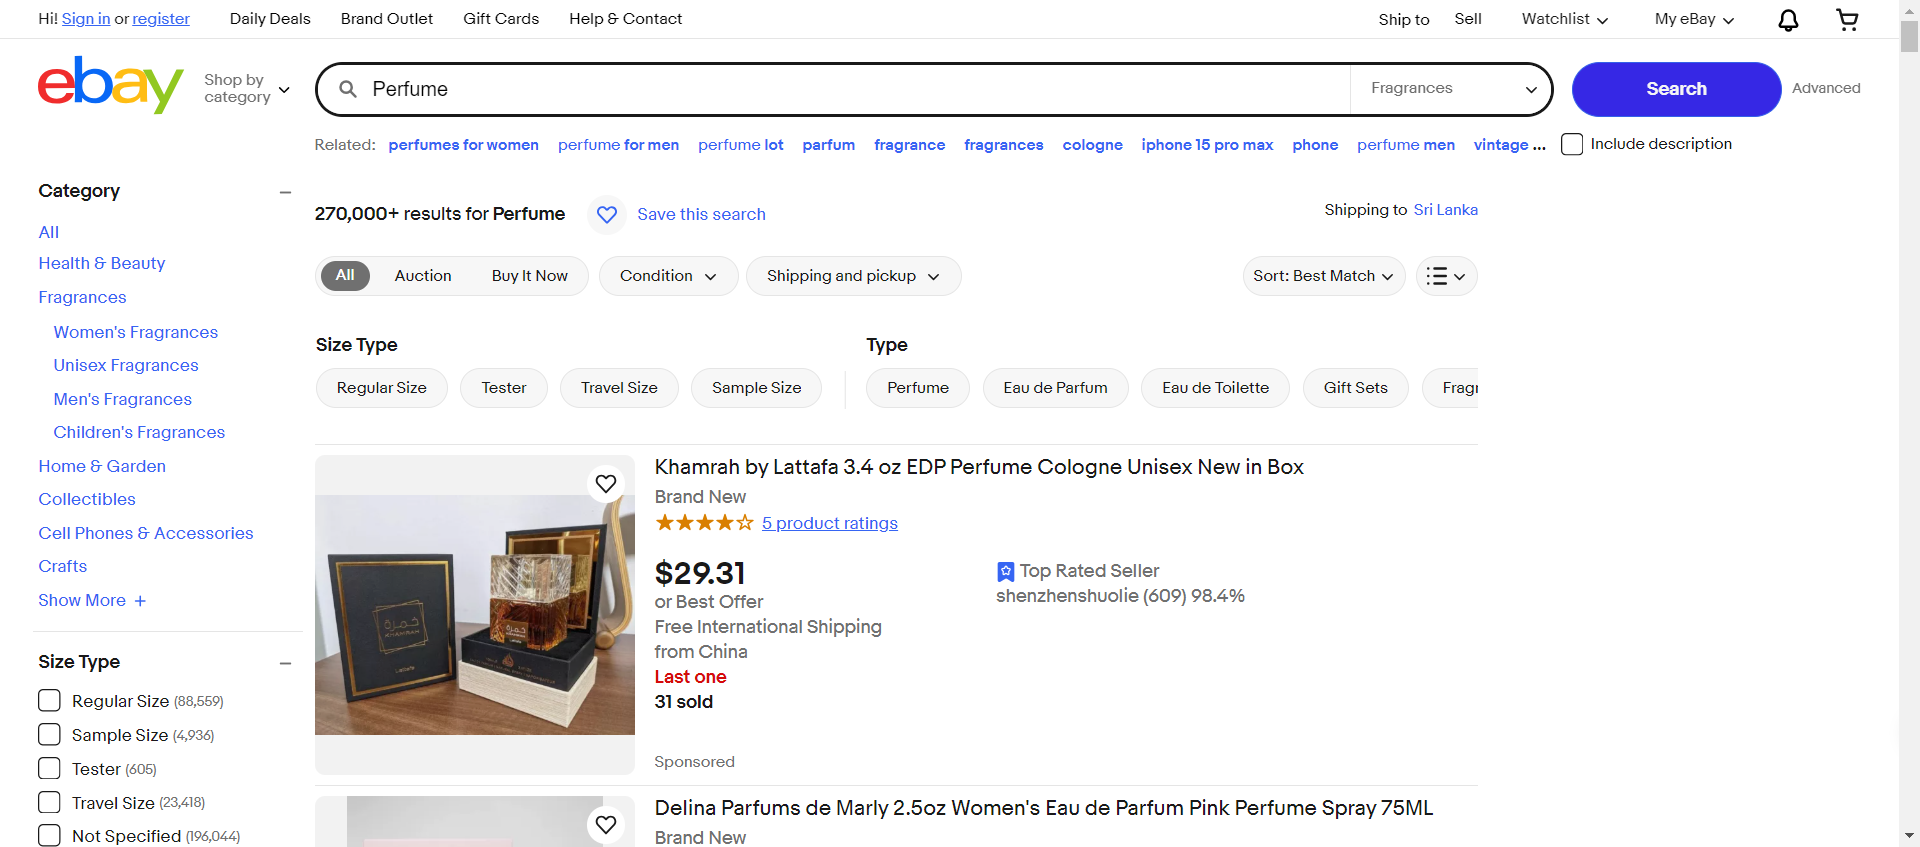 Hi! Sign in or register
Daily Deals
Brand Outlet
Gift Cards
Help & Contact
Ship to
Sell
Watchlist
My eBay
ebay
Shop by
category
Perfume
Fragrances
Search
Advanced
Related: perfumes for women perfume for men perfume lot parfum fragrance fragrances cologne iphone 15 pro max phone perfume men vintage ...
Include description
Category
All
Health & Beauty
Fragrances
Women's Fragrances
Unisex Fragrances
Men's Fragrances
Children's Fragrances
Home & Garden
Collectibles
Cell Phones & Accessories
Crafts
Show More +
Size Type
Regular Size (88,559)
Sample Size (4,936)
Tester (605)
Travel Size (23,418)
Not Specified (196,044)
270,000+ results for Perfume
Save this search
Shipping to Sri Lanka
All
Auction
Buy It Now
Condition
Shipping and pickup
Sort: Best Match
Size Type
Regular Size
Tester
Travel Size
Sample Size
Type
Perfume
Eau de Parfum
Eau de Toilette
Gift Sets
Fragr
خمرة
KHAMRAH
Lattafa
خمرة
KHAMRAH
Lattafa
Khamrah by Lattafa 3.4 oz EDP Perfume Cologne Unisex New in Box
Brand New
5 product ratings
$29.31
or Best Offer
Free International Shipping
from China
Last one
31 sold
Top Rated Seller
shenzhenshuolie (609) 98.4%
Sponsored
Delina Parfums de Marly 2.5oz Women's Eau de Parfum Pink Perfume Spray 75ML
Brand New